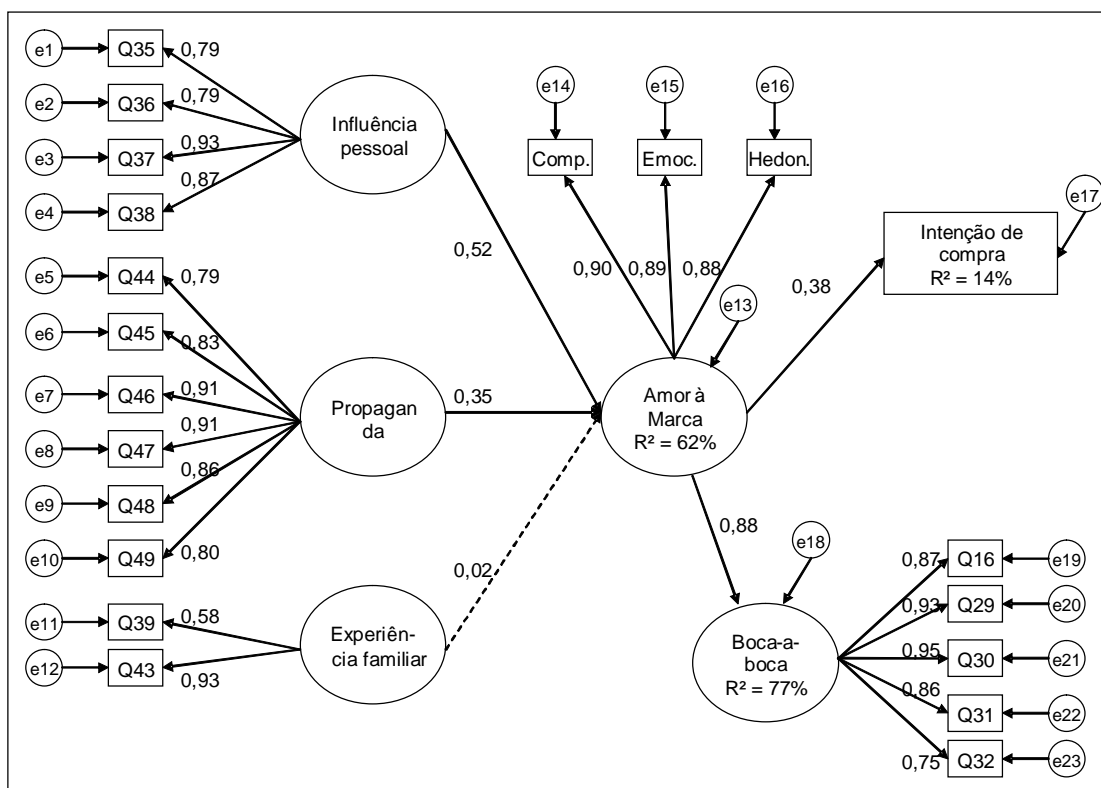 e1
Q35
0,79
e2
Q36
0,79
e3
Q37
0,93
e4
Q38
0,87
Influência
pessoal
0,52
e5
Q44
0,79
e6
Q45
0,83
e7
Q46
0,91
e8
Q47
0,91
e9
Q48
0,86
e10
Q49
0,80
Propagan
da
0,35
e11
Q39
0,58
e12
Q43
0,93
Experiên-
cia familiar
0,02
e14
e15
e16
Comp.
Emoc.
Hedon.
0,90
0,89
0,88
e13
Amor à
Marca
R² = 62%
0,38
e17
Intenção de
compra
R² = 14%
0,88
e18
Boca-a-
boca
R² = 77%
0,87
Q16
e19
0,93
Q29
e20
0,95
Q30
e21
0,86
Q31
e22
0,75
Q32
e23